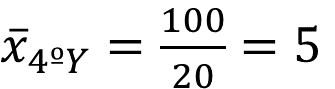 x̄₄ºY = 100/20 = 5